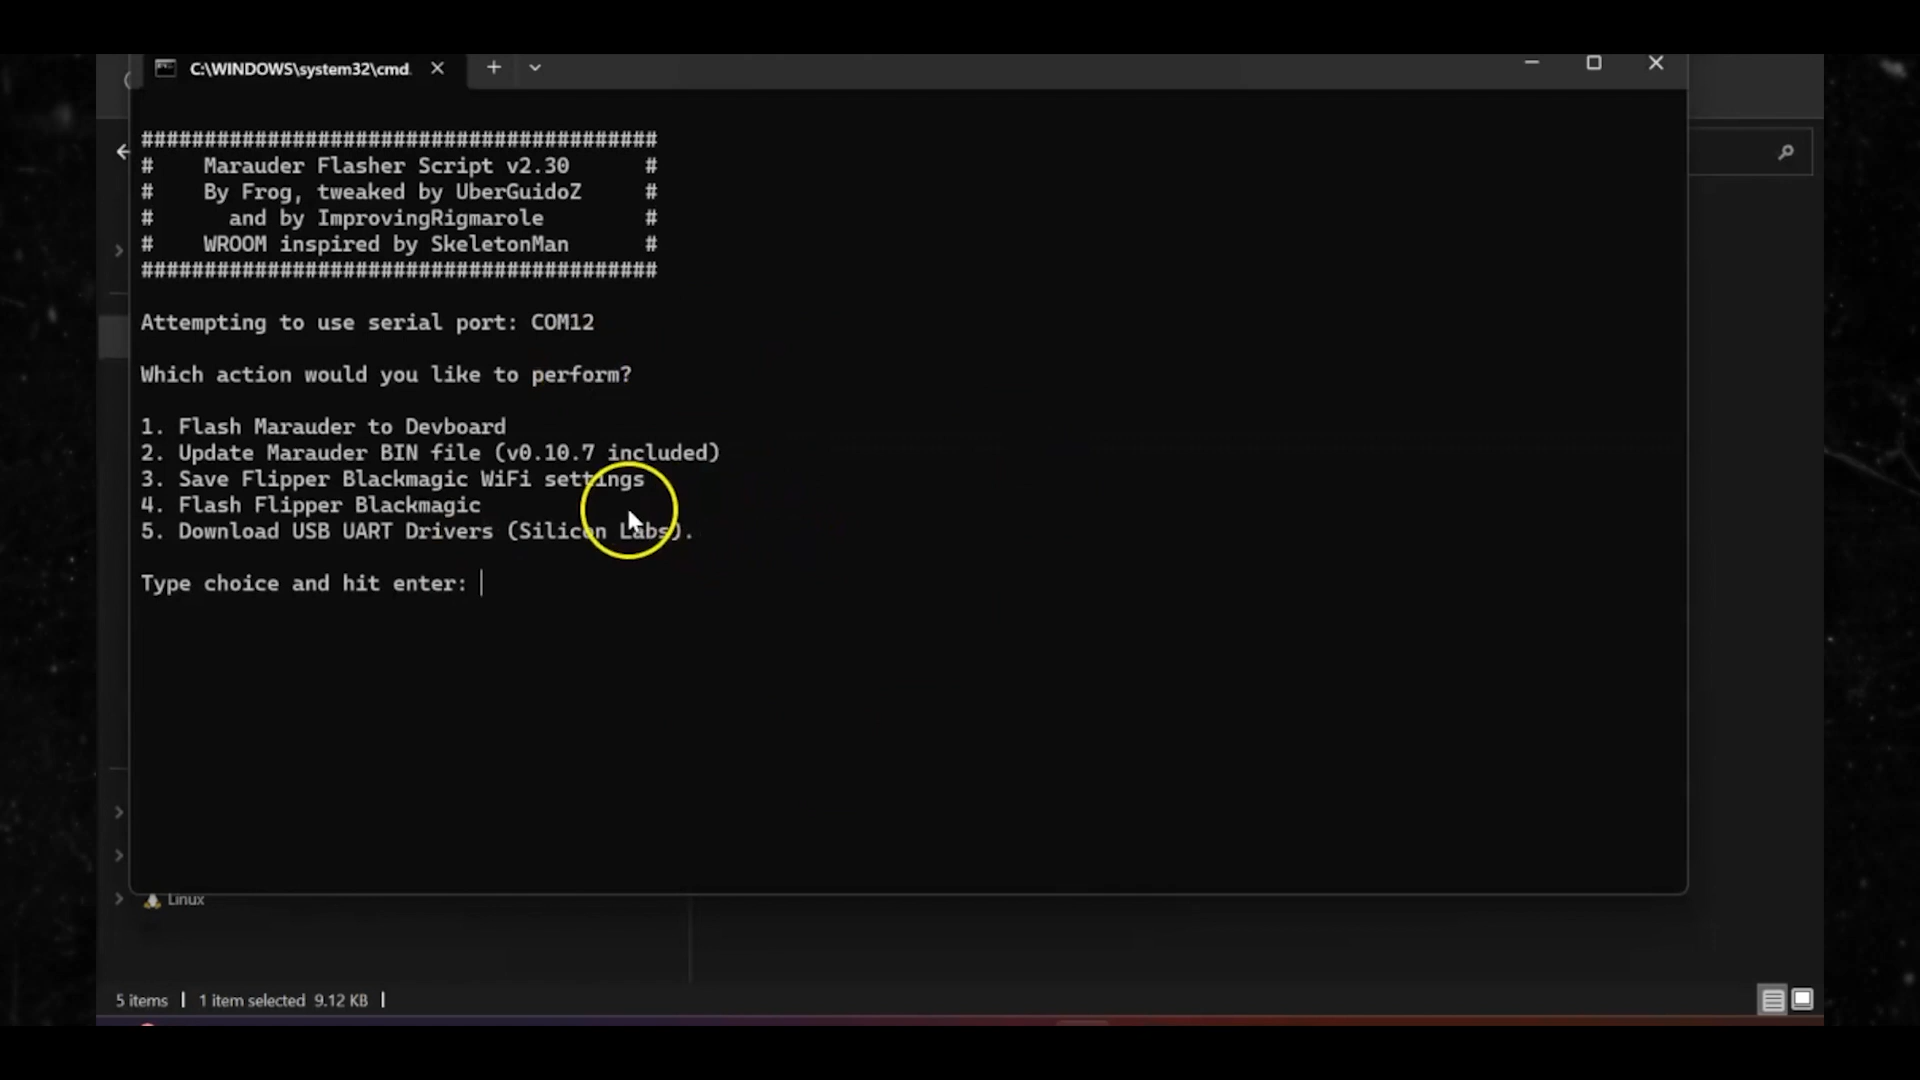 C:\WINDOWS\system32\cmd.
##########################################
# Marauder Flasher Script v2.30 #
# By Frog, tweaked by UberGuidoZ #
# and by ImprovingRigmarole #
# WROOM inspired by SkeletonMan #
##########################################
Attempting to use serial port: COM12
Which action would you like to perform?
1. Flash Marauder to Devboard
2. Update Marauder BIN file (v0.10.7 included)
3. Save Flipper Blackmagic WiFi settings
4. Flash Flipper Blackmagic
5. Download USB UART Drivers (Silicon Labs).
Type choice and hit enter:
Linux
5 items | 1 item selected 9.12 KB |